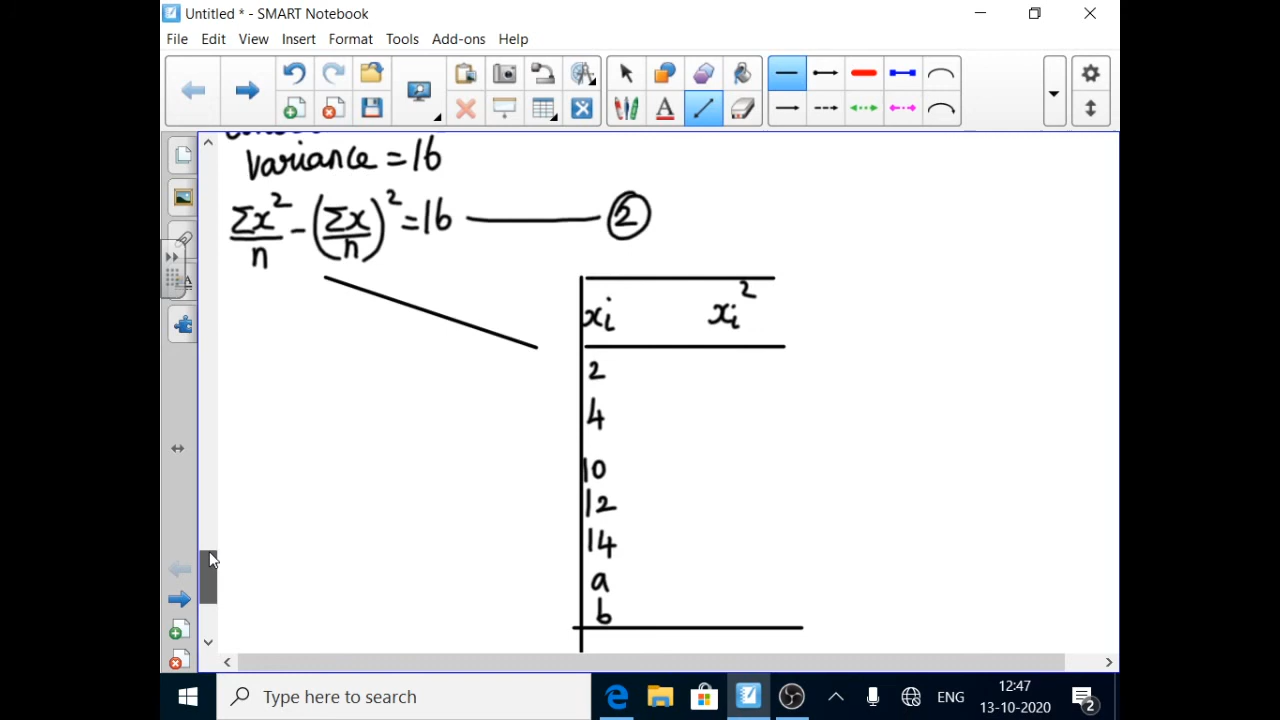 Untitled * - SMART Notebook
File Edit View Insert Format Tools Add-ons Help
variance = 16
Σx²/n - (Σx/n)² = 16 ——— ②
xi xi²
2
4
10
12
14
a
b
Type here to search
ENG
12:47
13-10-2020
2